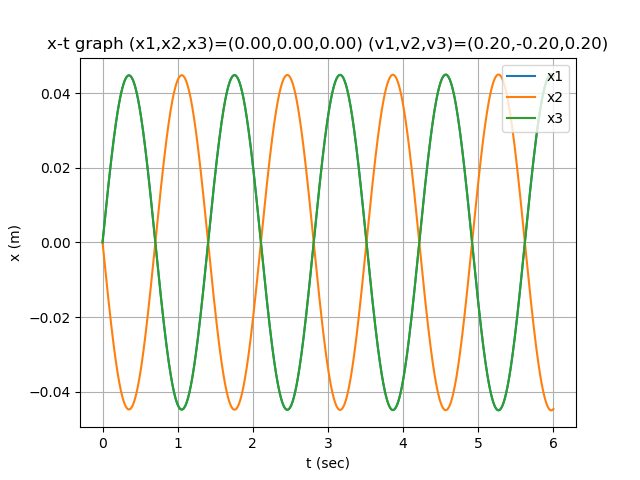 x-t graph (x1,x2,x3)=(0.00,0.00,0.00) (v1,v2,v3)=(0.20,-0.20,0.20)
x1
x2
x3
0.04
0.02
0.00
−0.02
−0.04
x (m)
0 1 2 3 4 5 6
t (sec)